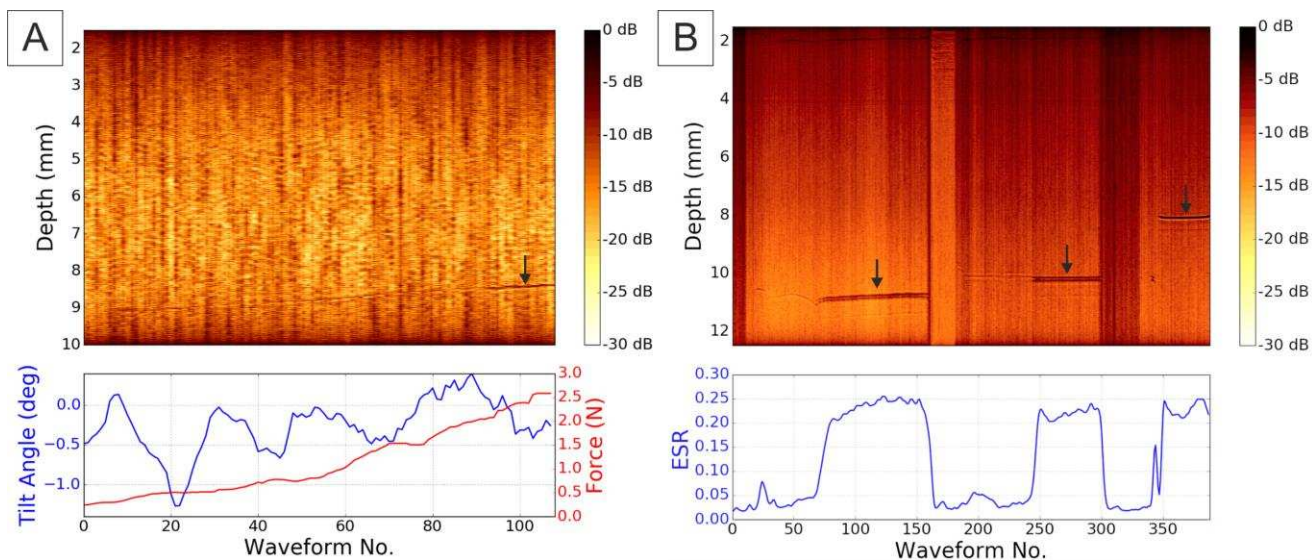 A
Depth (mm)
2
3
4
5
6
7
8
9
10
0 dB
-5 dB
-10 dB
-15 dB
-20 dB
-25 dB
-30 dB
Tilt Angle (deg)
0.0
−0.5
−1.0
Force (N)
3.0
2.5
2.0
1.5
1.0
0.5
0.0
0 20 40 60 80 100
Waveform No.
B
Depth (mm)
2
4
6
8
10
12
0 dB
-5 dB
-10 dB
-15 dB
-20 dB
-25 dB
-30 dB
ESR
0.30
0.25
0.20
0.15
0.10
0.05
0.00
0 50 100 150 200 250 300 350
Waveform No.